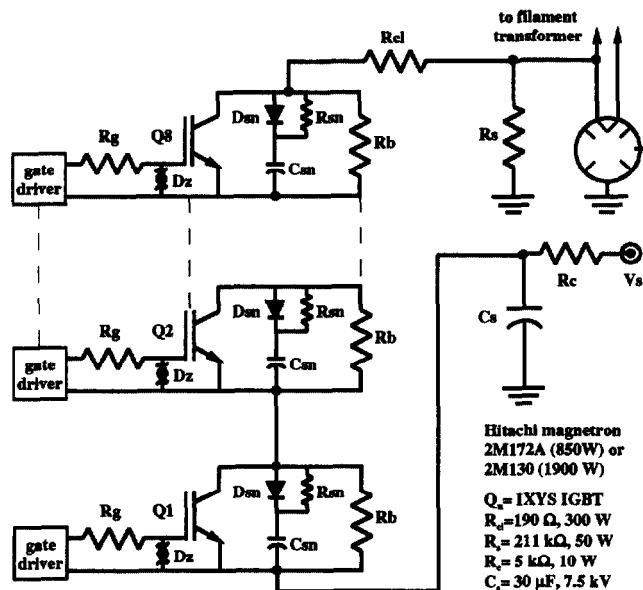 to filament
transformer
Rcl
Rs
Q8
Dsn
Rsn
Rg
Rb
gate
driver
Dz
Csn
Rc
Vs
Cs
Dsn
Rsn
Q2
Rg
Rb
gate
driver
Dz
Csn
Hitachi magnetron
2M172A (850W) or
2M130 (1900 W)
Dsn
Rsn
Q1
Rg
Rb
gate
driver
Dz
Csn
Qn= IXYS IGBT
Rcl=190 Ω, 300 W
Rs= 211 kΩ, 50 W
Rc= 5 kΩ, 10 W
Cs= 30 μF, 7.5 kV